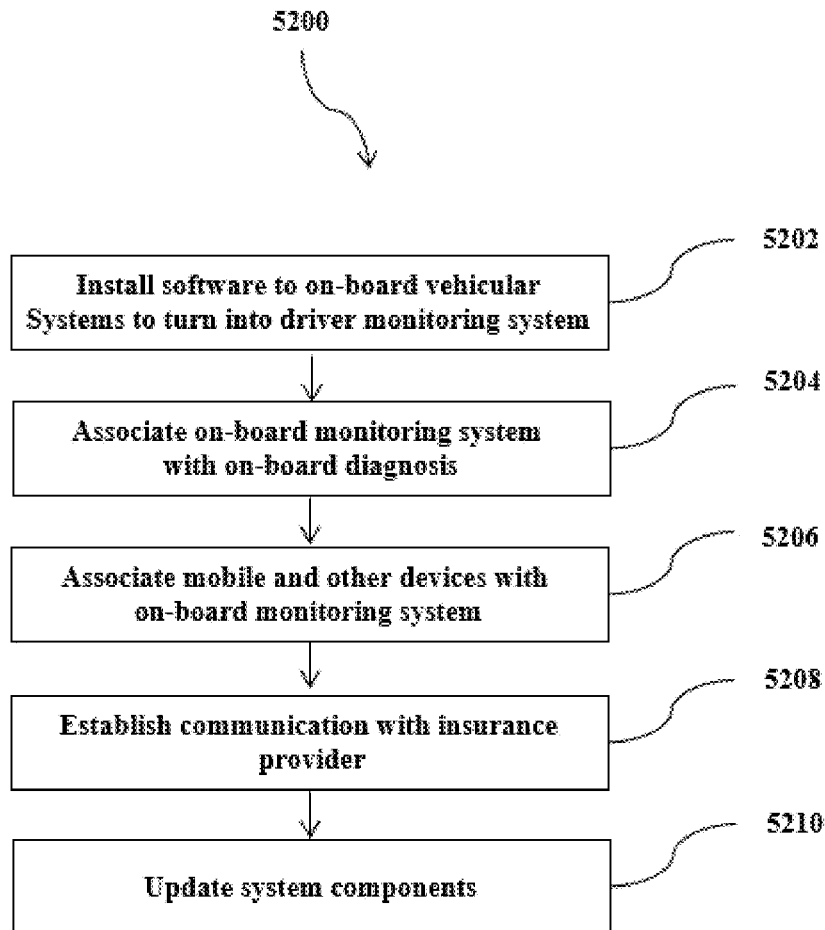 5200
5202
Install software to on-board vehicular
Systems to turn into driver monitoring system
5204
Associate on-board monitoring system
with on-board diagnosis
5206
Associate mobile and other devices with
on-board monitoring system
5208
Establish communication with insurance
provider
5210
Update system components